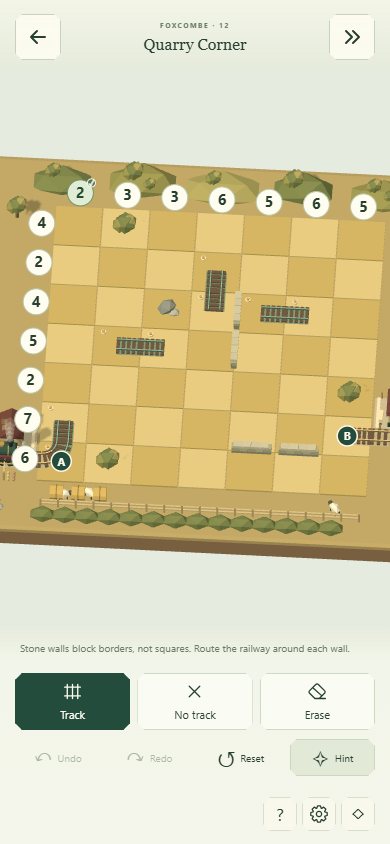 FOXCOMBE · 12
Quarry Corner
2
3
3
6
5
6
5
4
2
4
5
2
7
6
A
B
Stone walls block borders, not squares. Route the railway around each wall.
Track
No track
Erase
Undo
Redo
Reset
Hint
?